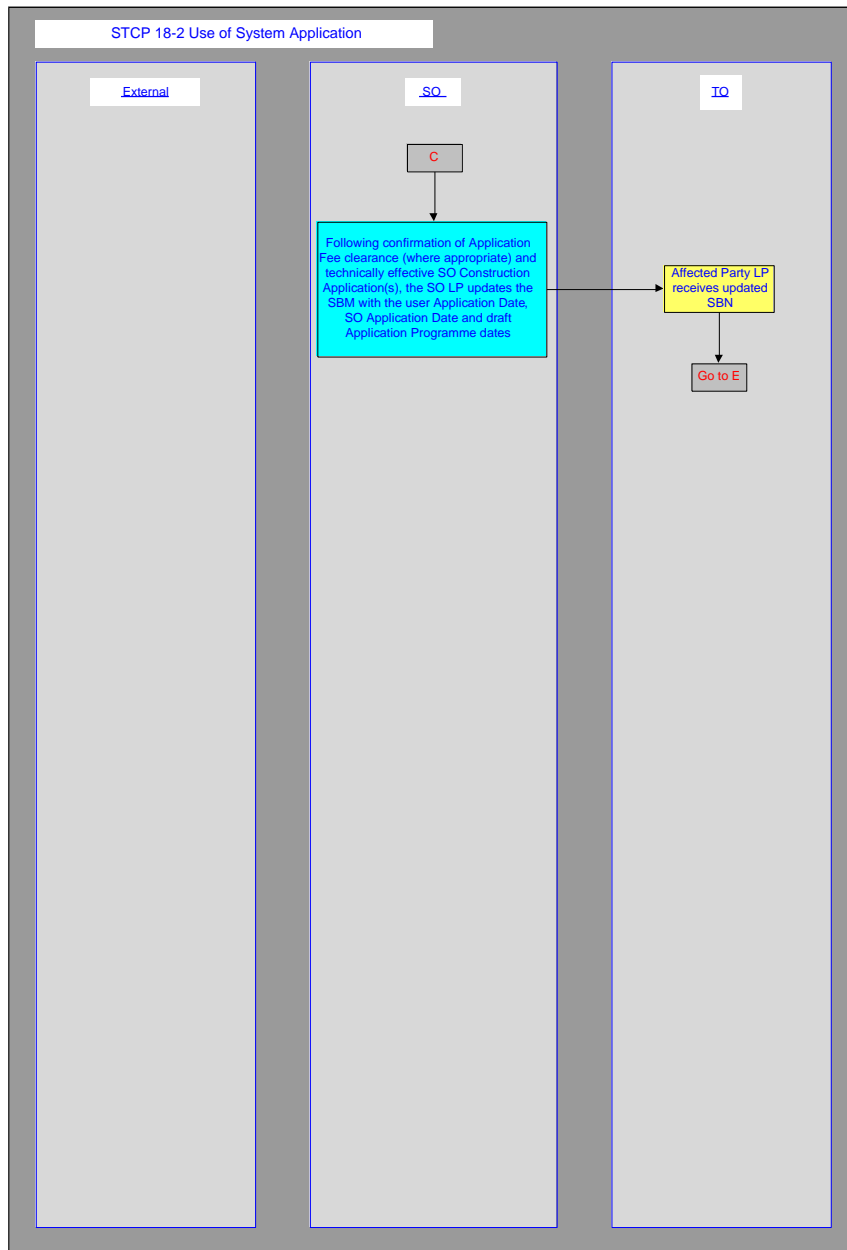 STCP 18-2 Use of System Application
External
SO
TO
C
Following confirmation of Application
Fee clearance (where appropriate) and
technically effective SO Construction
Application(s), the SO LP updates the
SBM with the user Application Date,
SO Application Date and draft
Application Programme dates
Affected Party LP
receives updated
SBN
Go to E